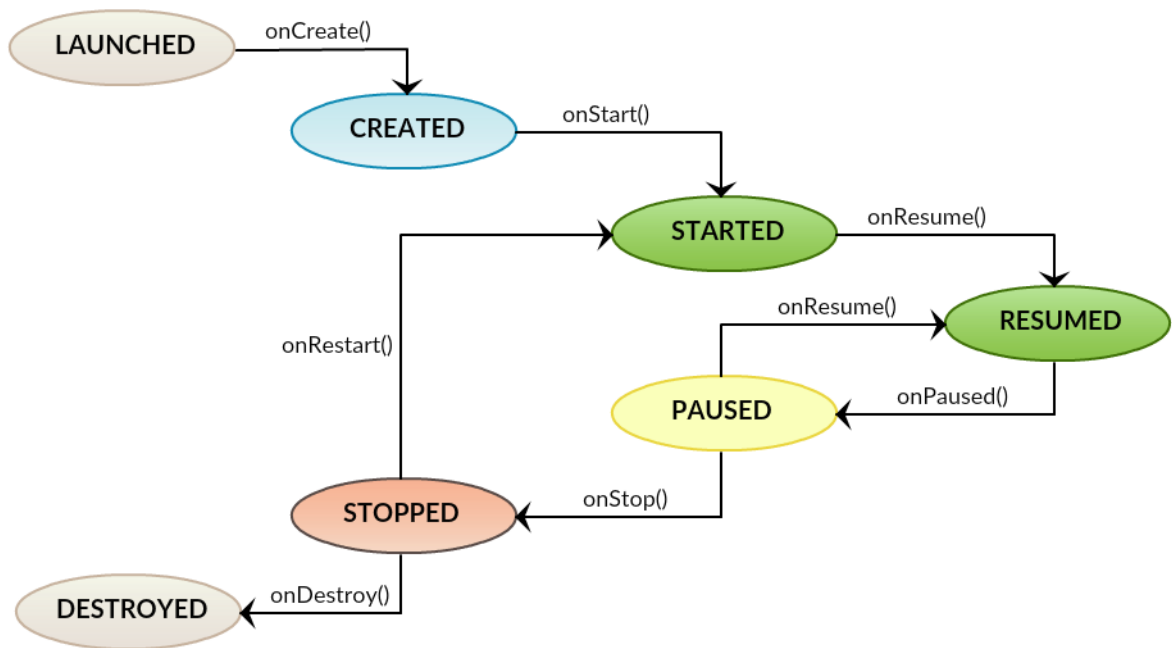 LAUNCHED
onCreate()
CREATED
onStart()
STARTED
onResume()
RESUMED
onResume()
onRestart()
PAUSED
onPaused()
STOPPED
onStop()
DESTROYED
onDestroy()